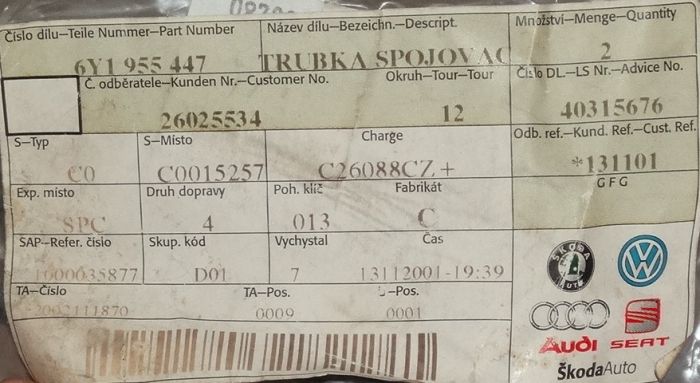 Číslo dílu–Teile Nummer–Part Number
Název dílu–Bezeichn.–Descript.
Množství–Menge–Quantity
6Y1 955 447
TRUBKA SPOJOVAC
2
Č. odběratele–Kunden Nr.–Customer No.
Okruh–Tour–Tour
Číslo DL.–LS Nr.–Advice No.
26025534
12
40315676
S–Typ
S–Místo
Charge
Odb. ref.–Kund. Ref.–Cust. Ref.
C0
C0015257
C26088CZ+
*131101
Exp. místo
Druh dopravy
Poh. klíč
Fabrikát
GFG
SPC
4
013
C
SAP–Refer. číslo
Skup. kód
Vychystal
Čas
1000035877
D01
7
13112001-19:39
ŠKODA
AUTO
TA–Číslo
TA–Pos.
–Pos.
2002111870
0009
0001
Audi
SEAT
ŠkodaAuto